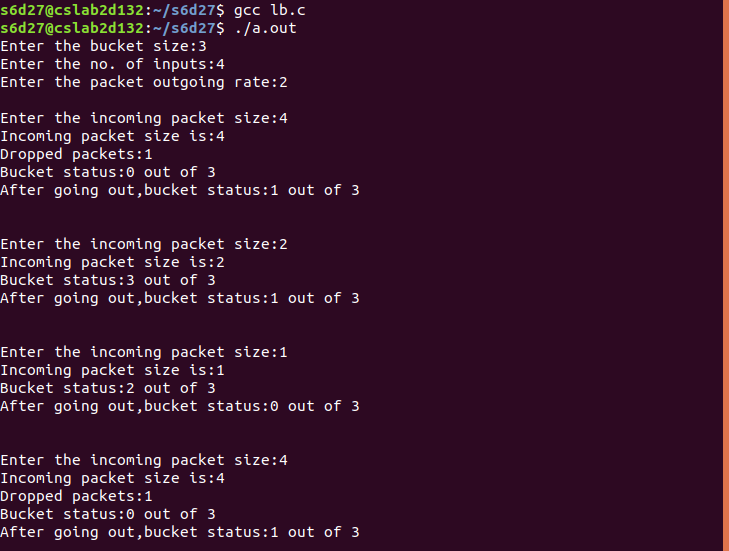 s6d27@cslab2d132:~/s6d27$ gcc lb.c
s6d27@cslab2d132:~/s6d27$ ./a.out
Enter the bucket size:3
Enter the no. of inputs:4
Enter the packet outgoing rate:2
Enter the incoming packet size:4
Incoming packet size is:4
Dropped packets:1
Bucket status:0 out of 3
After going out,bucket status:1 out of 3
Enter the incoming packet size:2
Incoming packet size is:2
Bucket status:3 out of 3
After going out,bucket status:1 out of 3
Enter the incoming packet size:1
Incoming packet size is:1
Bucket status:2 out of 3
After going out,bucket status:0 out of 3
Enter the incoming packet size:4
Incoming packet size is:4
Dropped packets:1
Bucket status:0 out of 3
After going out,bucket status:1 out of 3